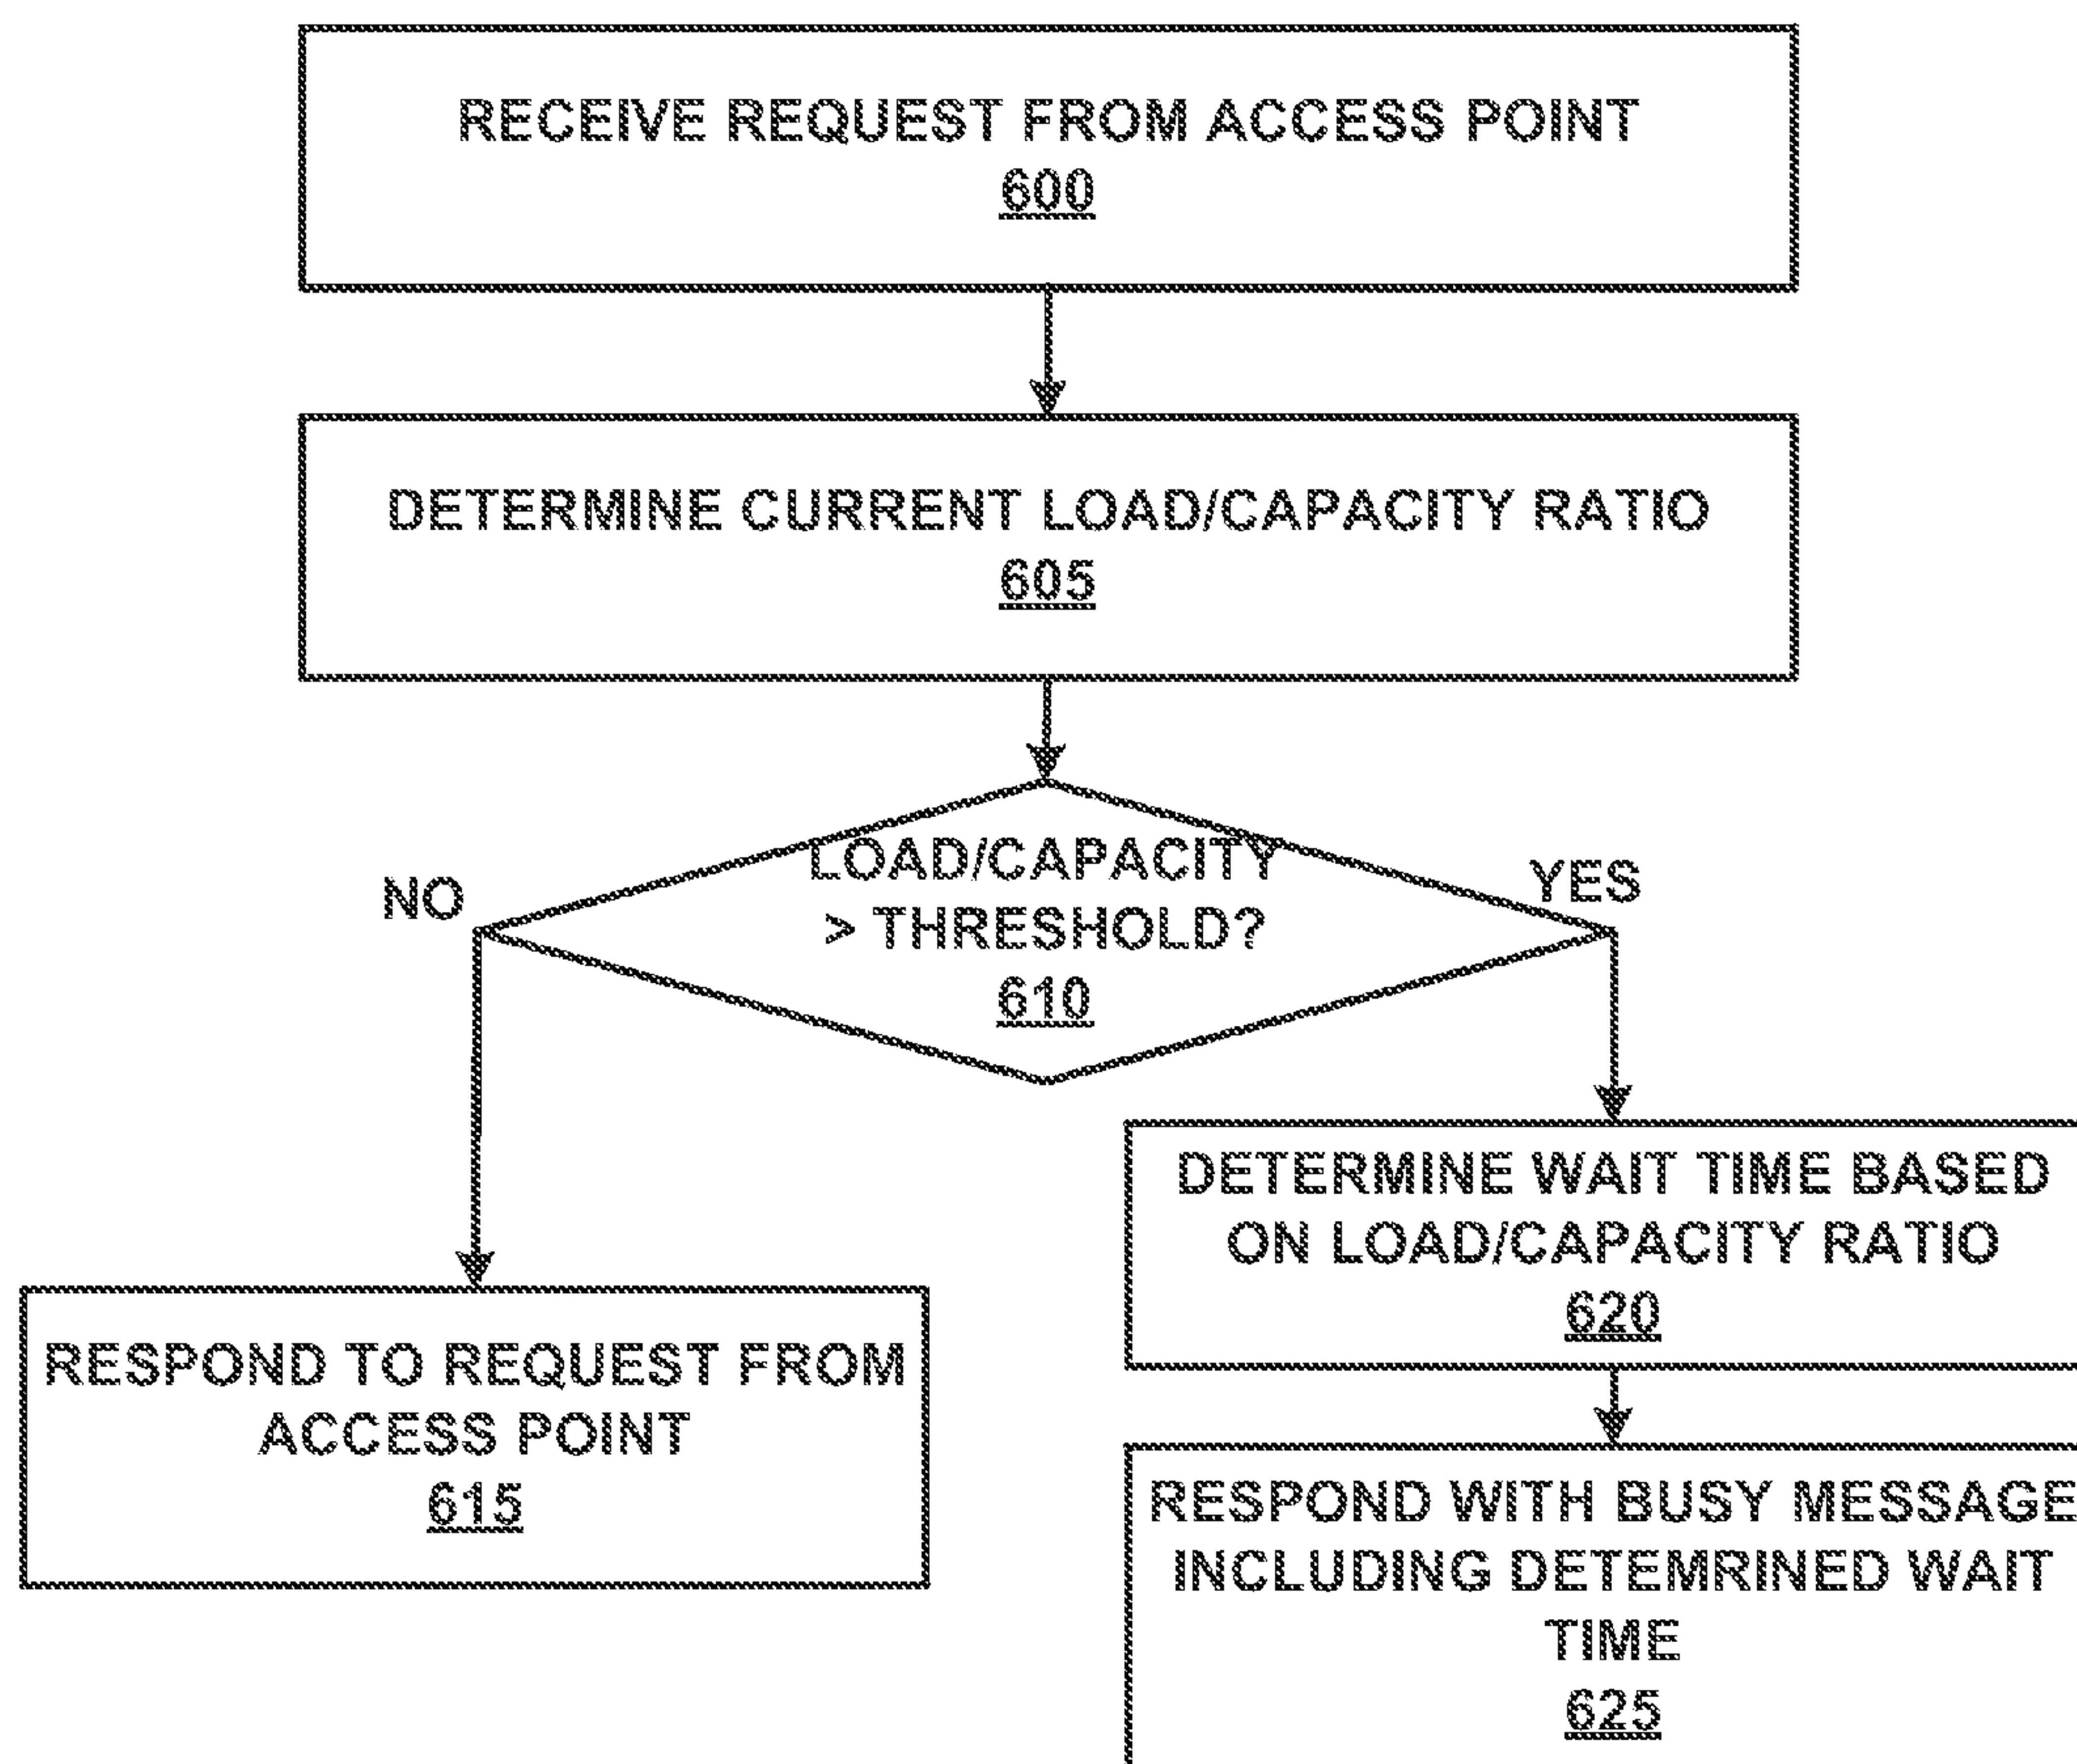 RECEIVE REQUEST FROM ACCESS POINT
600
DETERMINE CURRENT LOAD/CAPACITY RATIO
605
LOAD/CAPACITY
> THRESHOLD?
610
NO
YES
DETERMINE WAIT TIME BASED
ON LOAD/CAPACITY RATIO
620
RESPOND TO REQUEST FROM
ACCESS POINT
615
RESPOND WITH BUSY MESSAGE
INCLUDING DETEMRINED WAIT
TIME
625